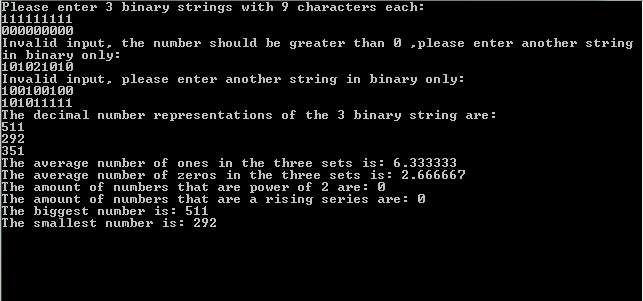 Please enter 3 binary strings with 9 characters each:
111111111
000000000
Invalid input, the number should be greater than 0 ,please enter another string
in binary only:
101021010
Invalid input, please enter another string in binary only:
100100100
101011111
The decimal number representations of the 3 binary string are:
511
292
351
The average number of ones in the three sets is: 6.333333
The average number of zeros in the three sets is: 2.666667
The amount of numbers that are power of 2 are: 0
The amount of numbers that are a rising series are: 0
The biggest number is: 511
The smallest number is: 292